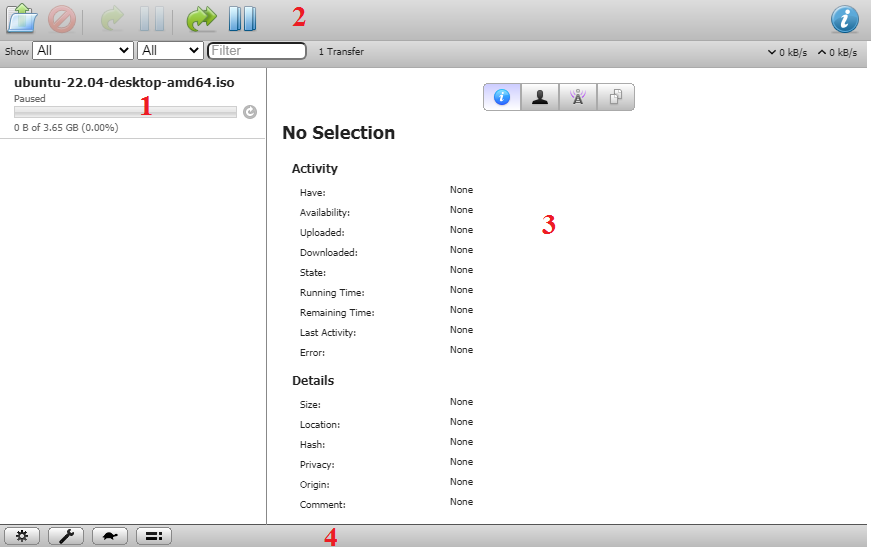 2
Show All All Filter 1 Transfer 0 kB/s 0 kB/s
ubuntu-22.04-desktop-amd64.iso
Paused
1
0 B of 3.65 GB (0.00%)
No Selection
Activity
Have: None
Availability: None
3
Uploaded: None
Downloaded: None
State: None
Running Time: None
Remaining Time: None
Last Activity: None
Error: None
Details
Size: None
Location: None
Hash: None
Privacy: None
Origin: None
Comment: None
4